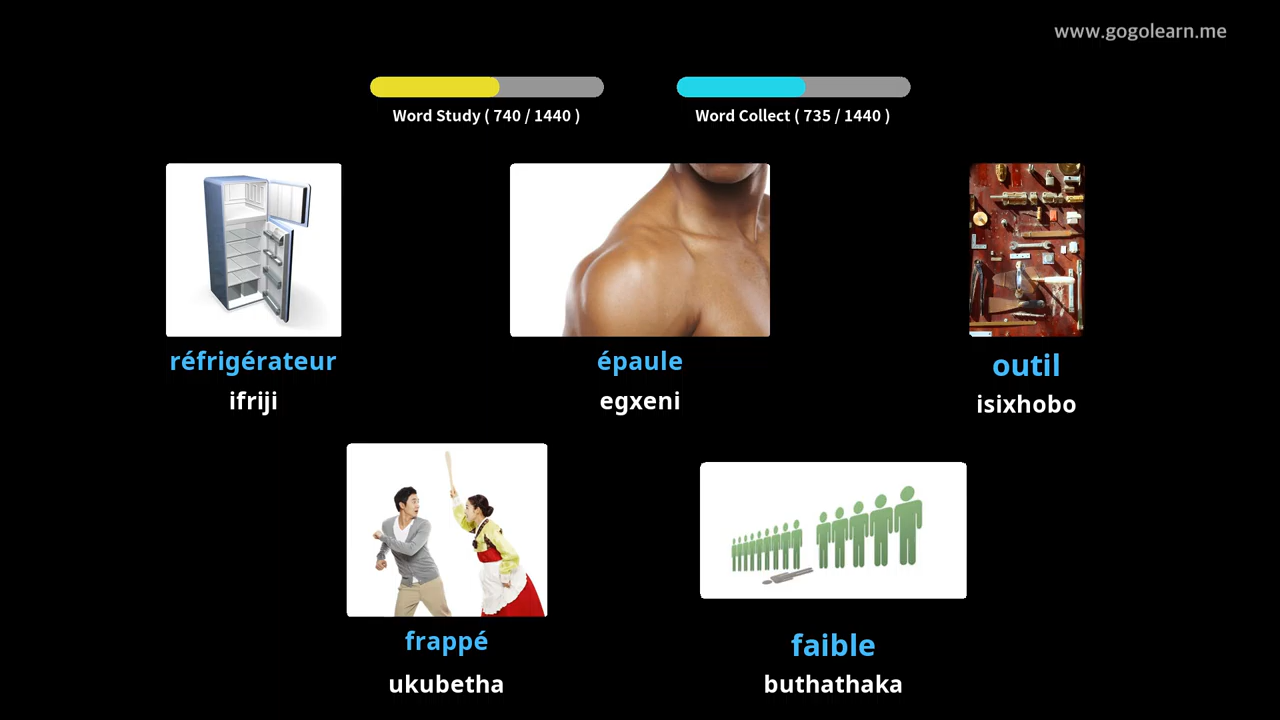 www.gogolearn.me
Word Study ( 740 / 1440 )
Word Collect ( 735 / 1440 )
réfrigérateur
ifriji
épaule
egxeni
outil
isixhobo
frappé
ukubetha
faible
buthathaka